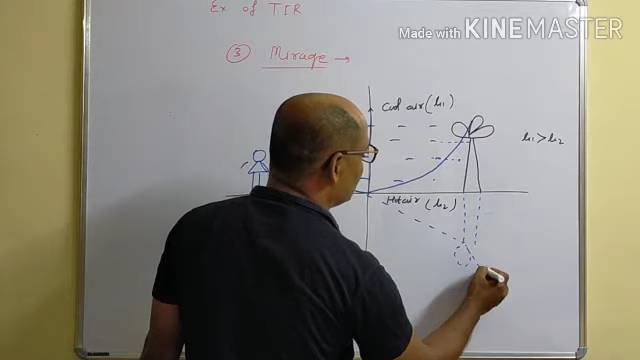 Ex of TIR
Made with KINEMASTER
③ Mirage →
Cool air (μ1)
μ1 > μ2
Hot air (μ2)